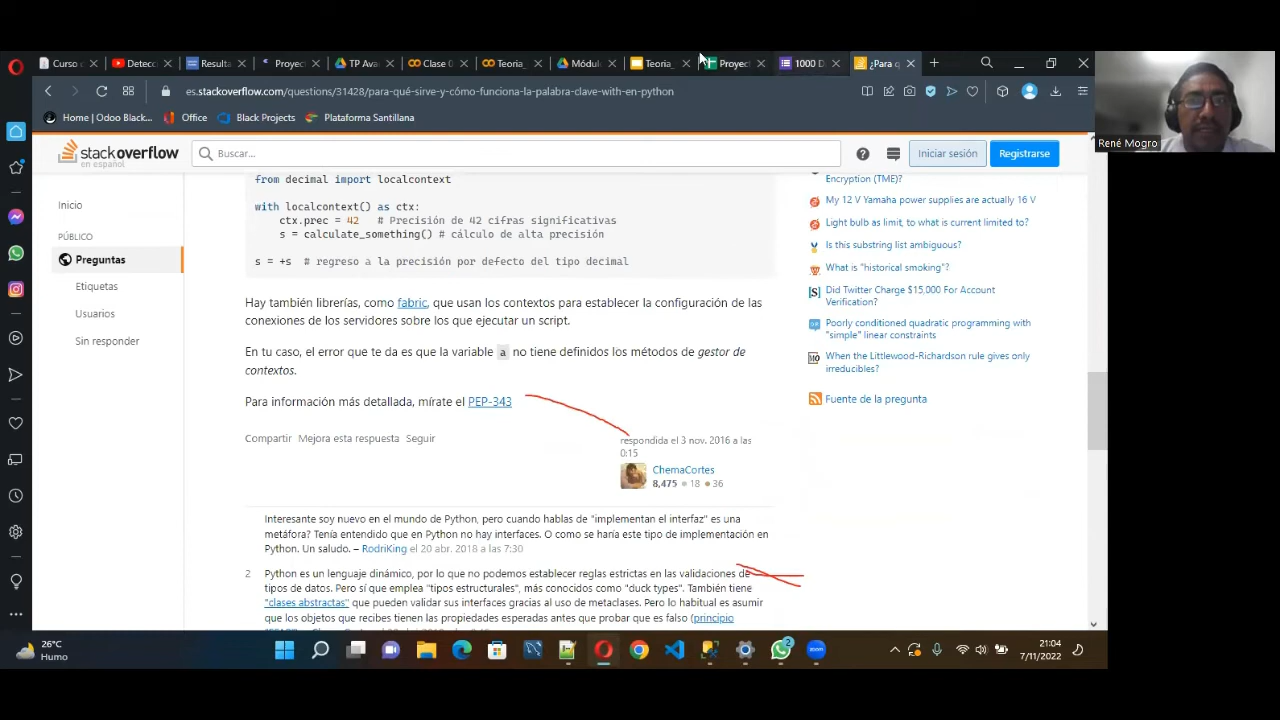 Curso d
Detecci
Resulta
Proyect
TP Ava
Clase 0
Teoria_
Módulo
Teoria_
Proyec
1000 D
¿Para q
es.stackoverflow.com/questions/31428/para-qué-sirve-y-cómo-funciona-la-palabra-clave-with-en-python
Home | Odoo Black...
Office
Black Projects
Plataforma Santillana
René Mogro
stackoverflow
en español
Buscar...
Iniciar sesión
Registrarse
Inicio
PÚBLICO
Preguntas
Etiquetas
Usuarios
Sin responder
from decimal import localcontext
with localcontext() as ctx:
ctx.prec = 42 # Precisión de 42 cifras significativas
s = calculate_something() # cálculo de alta precisión
s = +s # regreso a la precisión por defecto del tipo decimal
Hay también librerías, como fabric, que usan los contextos para establecer la configuración de las
conexiones de los servidores sobre los que ejecutar un script.
En tu caso, el error que te da es que la variable a no tiene definidos los métodos de gestor de
contextos.
Para información más detallada, mírate el PEP-343
Compartir Mejora esta respuesta Seguir
respondida el 3 nov. 2016 a las
0:15
ChemaCortes
8,475 18 36
Interesante soy nuevo en el mundo de Python, pero cuando hablas de "implementan el interfaz" es una
metáfora? Tenía entendido que en Python no hay interfaces. O como se haría este tipo de implementación en
Python. Un saludo. – RodriKing el 20 abr. 2018 a las 7:30
2 Python es un lenguaje dinámico, por lo que no podemos establecer reglas estrictas en las validaciones de
tipos de datos. Pero sí que emplea "tipos estructurales", más conocidos como "duck types". También tiene
"clases abstractas" que pueden validar sus interfaces gracias al uso de metaclases. Pero lo habitual es asumir
que los objetos que recibes tienen las propiedades esperadas antes que probar que es falso (principio
Encryption (TME)?
My 12 V Yamaha power supplies are actually 16 V
Light bulb as limit, to what is current limited to?
Is this substring list ambiguous?
What is "historical smoking"?
Did Twitter Charge $15,000 For Account
Verification?
Poorly conditioned quadratic programming with
"simple" linear constraints
When the Littlewood-Richardson rule gives only
irreducibles?
Fuente de la pregunta
26°C
Humo
2
zoom
21:04
7/11/2022